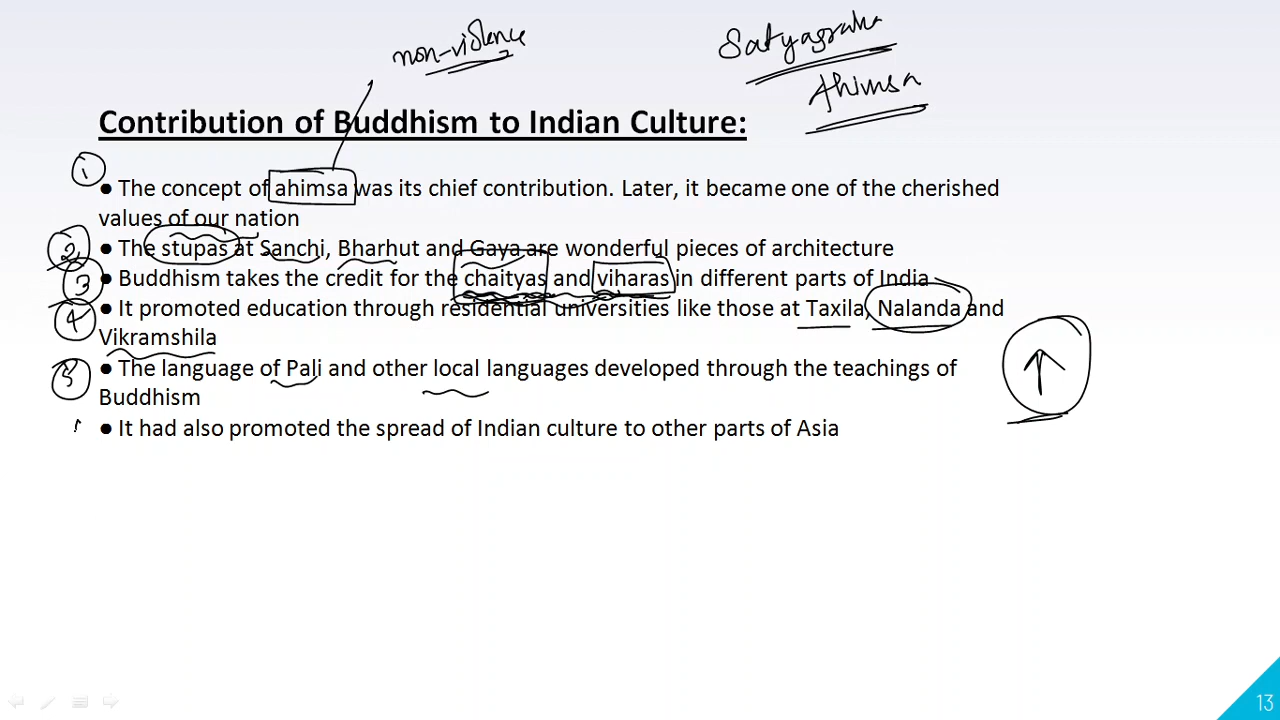 non-violence
Satyagraha
Ahimsa
Contribution of Buddhism to Indian Culture:
1
● The concept of ahimsa was its chief contribution. Later, it became one of the cherished
values of our nation
2 ● The stupas at Sanchi, Bharhut and Gaya are wonderful pieces of architecture
3 ● Buddhism takes the credit for the chaityas and viharas in different parts of India
4 ● It promoted education through residential universities like those at Taxila, Nalanda and
Vikramshila
5 ● The language of Pali and other local languages developed through the teachings of
Buddhism
● It had also promoted the spread of Indian culture to other parts of Asia
13